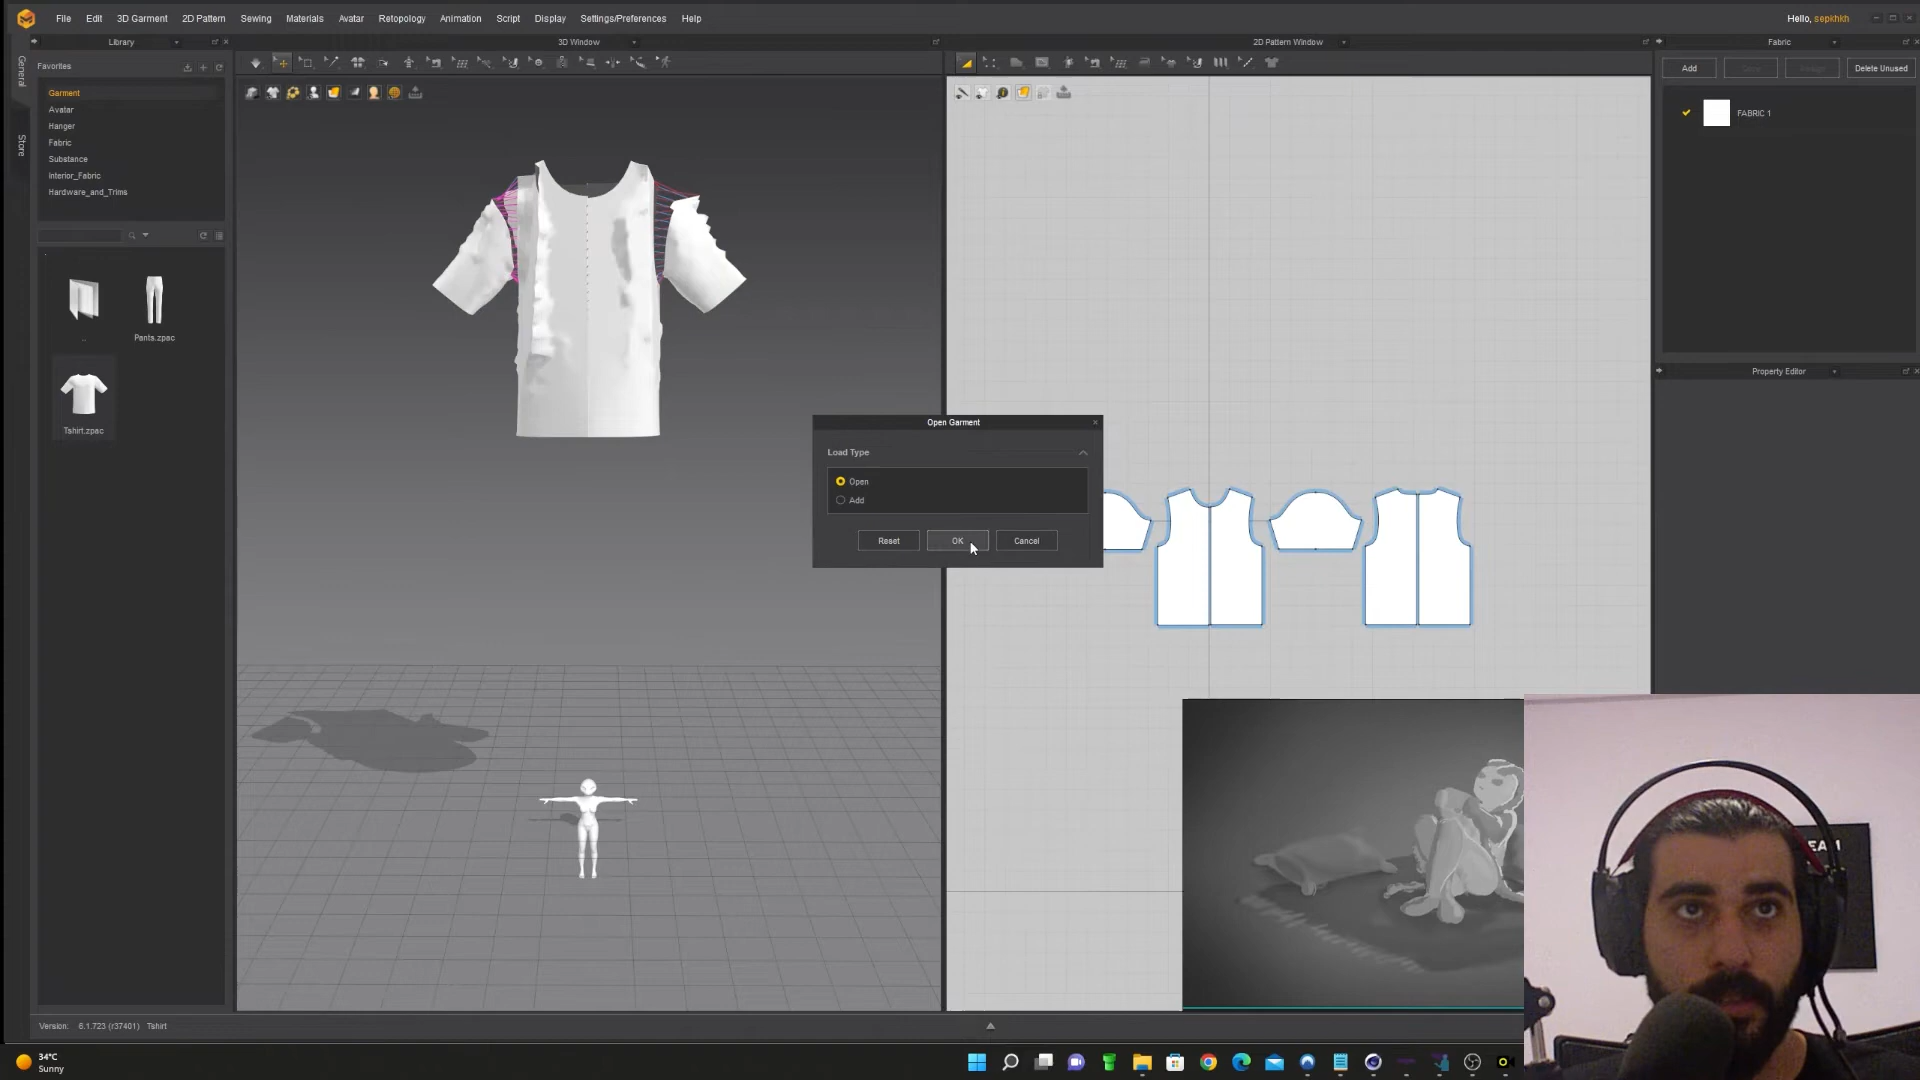 File Edit 3D Garment 2D Pattern Sewing Materials Avatar Retopology Animation Script Display Settings/Preferences Help
Hello, sepkhkh
Library
3D Window
2D Pattern Window
Fabric
General
Store
Favorites
Garment
Avatar
Hanger
Fabric
Substance
Interior_Fabric
Hardware_and_Trims
..
Pants.zpac
Tshirt.zpac
Add
Delete Unused
FABRIC 1
Property Editor
Open Garment
Load Type
Open
Add
Reset OK Cancel
EAM
Version: 6.1.723 (r37401) Tshirt
34°C
Sunny